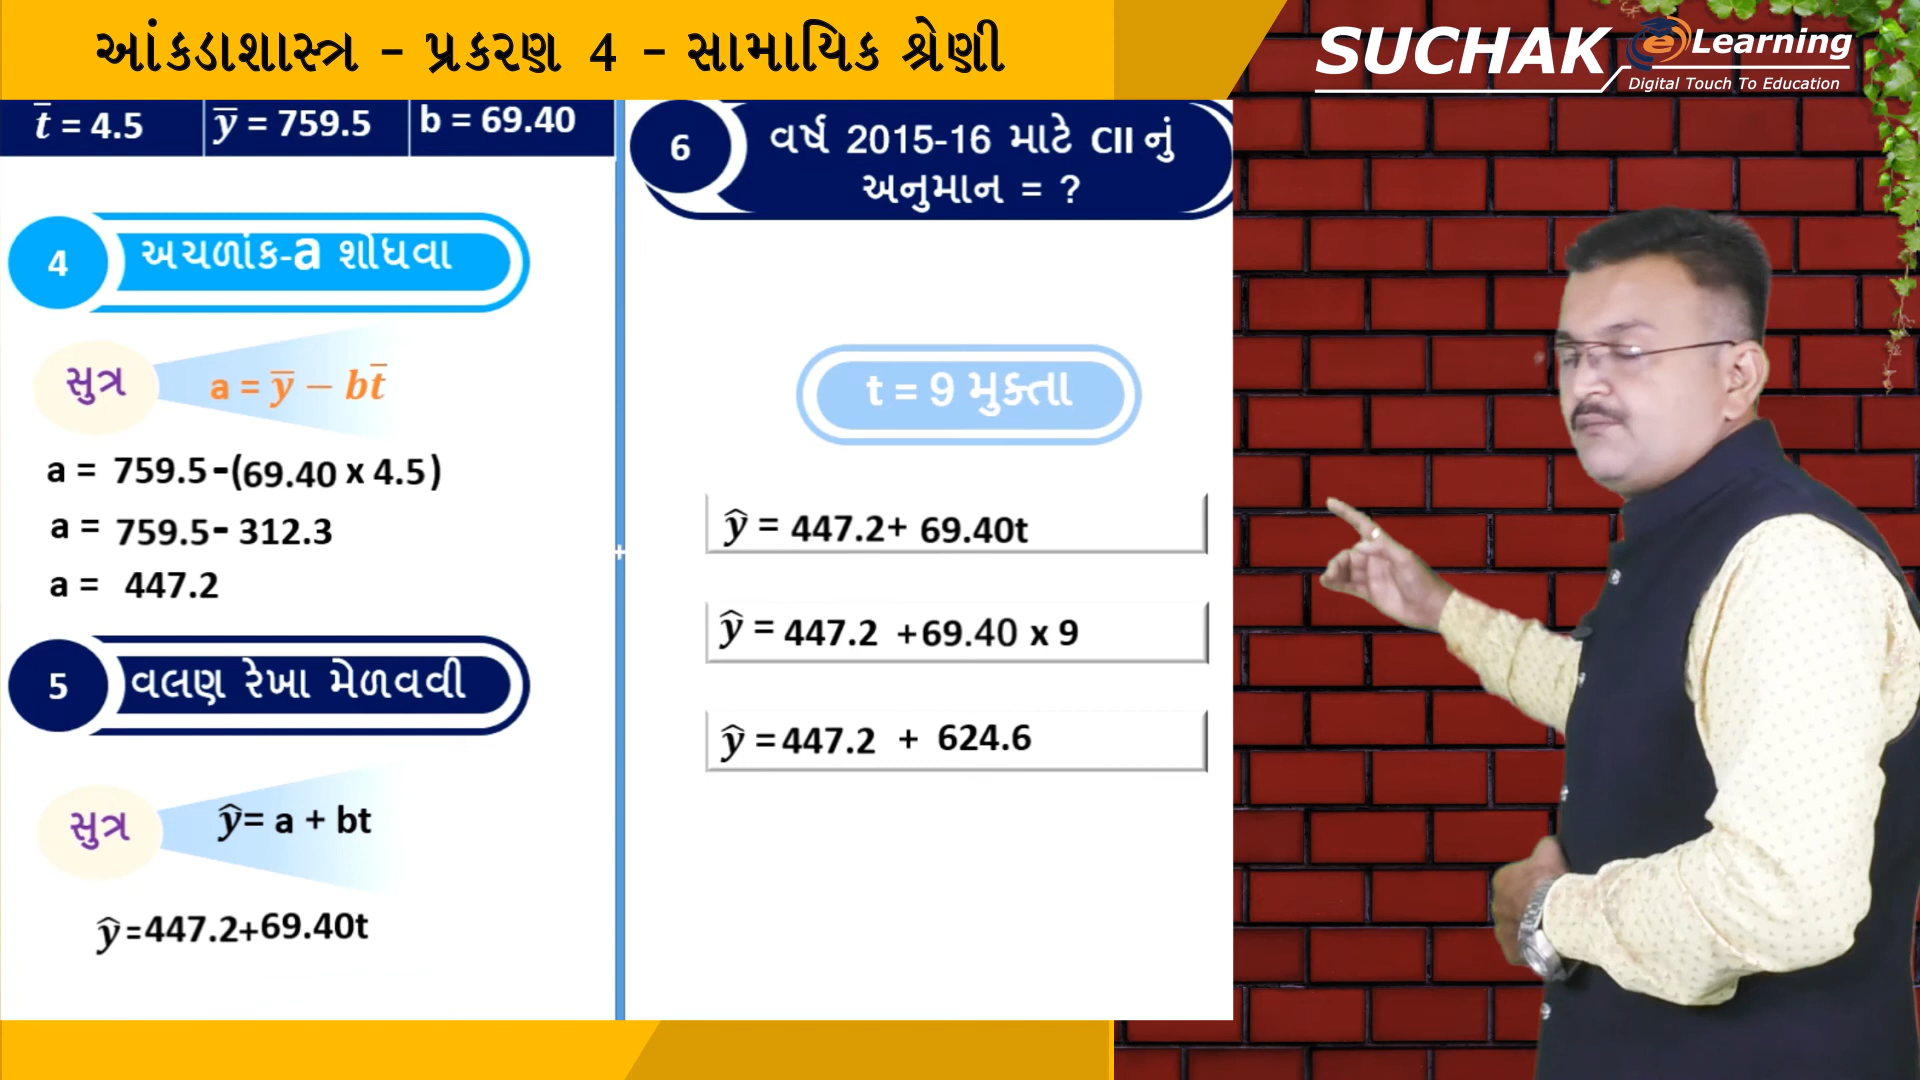 આંકડાશાસ્ત્ર - પ્રકરણ 4 - સામાયિક શ્રેણી
SUCHAK eLearning
Digital Touch To Education
t̄ = 4.5 ȳ = 759.5 b = 69.40
4 અચળાંક-a શોધવા
સુત્ર a = ȳ − bt̄
a = 759.5-(69.40 x 4.5)
a = 759.5- 312.3
a = 447.2
5 વલણ રેખા મેળવવી
સુત્ર ŷ= a + bt
ŷ=447.2+69.40t
6 વર્ષ 2015-16 માટે CII નું
અનુમાન = ?
t = 9 મુક્તા
ŷ = 447.2+ 69.40t
ŷ = 447.2 +69.40 x 9
ŷ =447.2 + 624.6